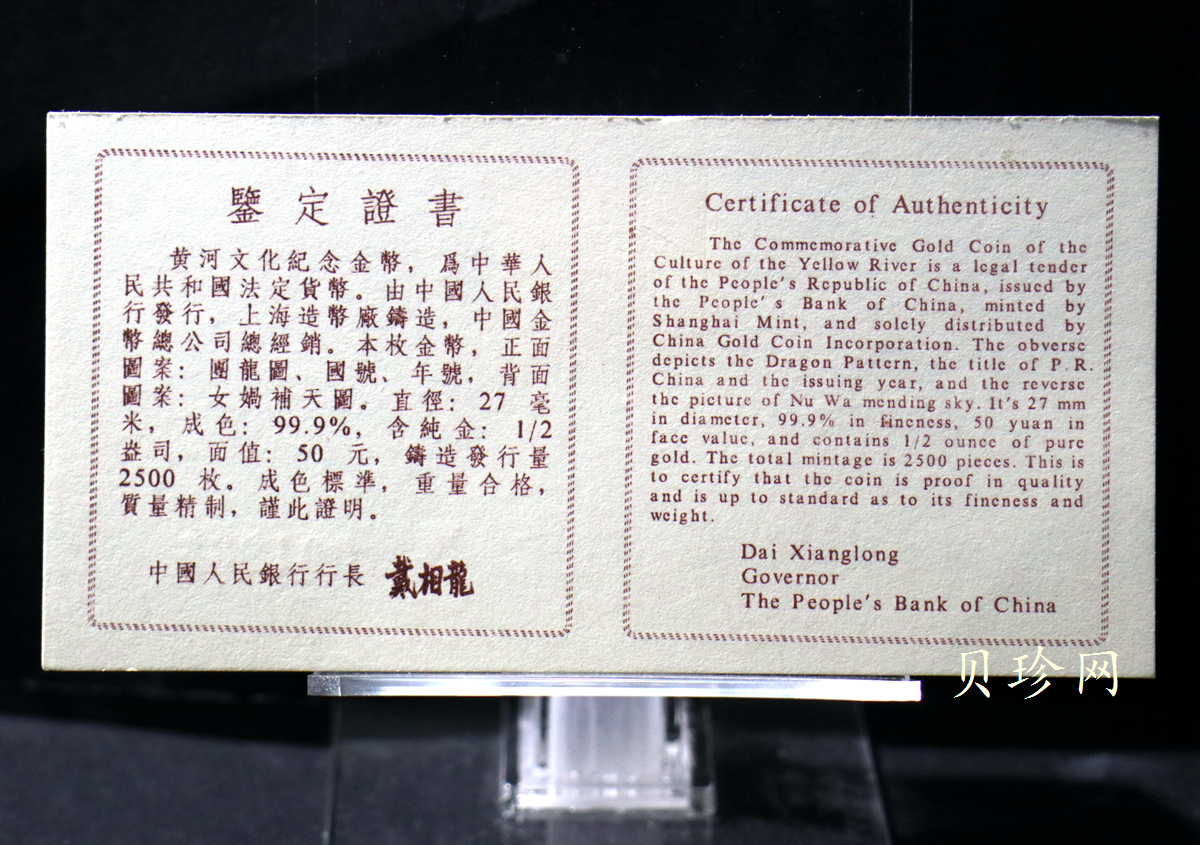 鑒定證書
黄河文化紀念金幣，爲中華人
民共和國法定貨幣。由中國人民銀
行發行，上海造幣廠鑄造，中國金
幣總公司總經銷。本枚金幣，正面
圖案：團龍圖、國號、年號，背面
圖案：女媧補天圖。直徑：27 毫
米，成色：99.9%，含純金：1/2
盎司，面值：50 元，鑄造發行量
2500 枚。成色標準，重量合格，
質量精制，謹此證明。
中國人民銀行行長 戴相龍
Certificate of Authenticity
The Commemorative Gold Coin of the
Culture of the Yellow River is a legal tender
of the People's Republic of China, issued by
the People's Bank of China, minted by
Shanghai Mint, and solely distributed by
China Gold Coin Incorporation. The obverse
depicts the Dragon Pattern, the title of P.R.
China and the issuing year, and the reverse
the picture of Nu Wa mending sky. It's 27 mm
in diameter, 99.9% in fineness, 50 yuan in
face value, and contains 1/2 ounce of pure
gold. The total mintage is 2500 pieces. This is
to certify that the coin is proof in quality
and is up to standard as to its fineness and
weight.
Dai Xianglong
Governor
The People's Bank of China
贝珍网